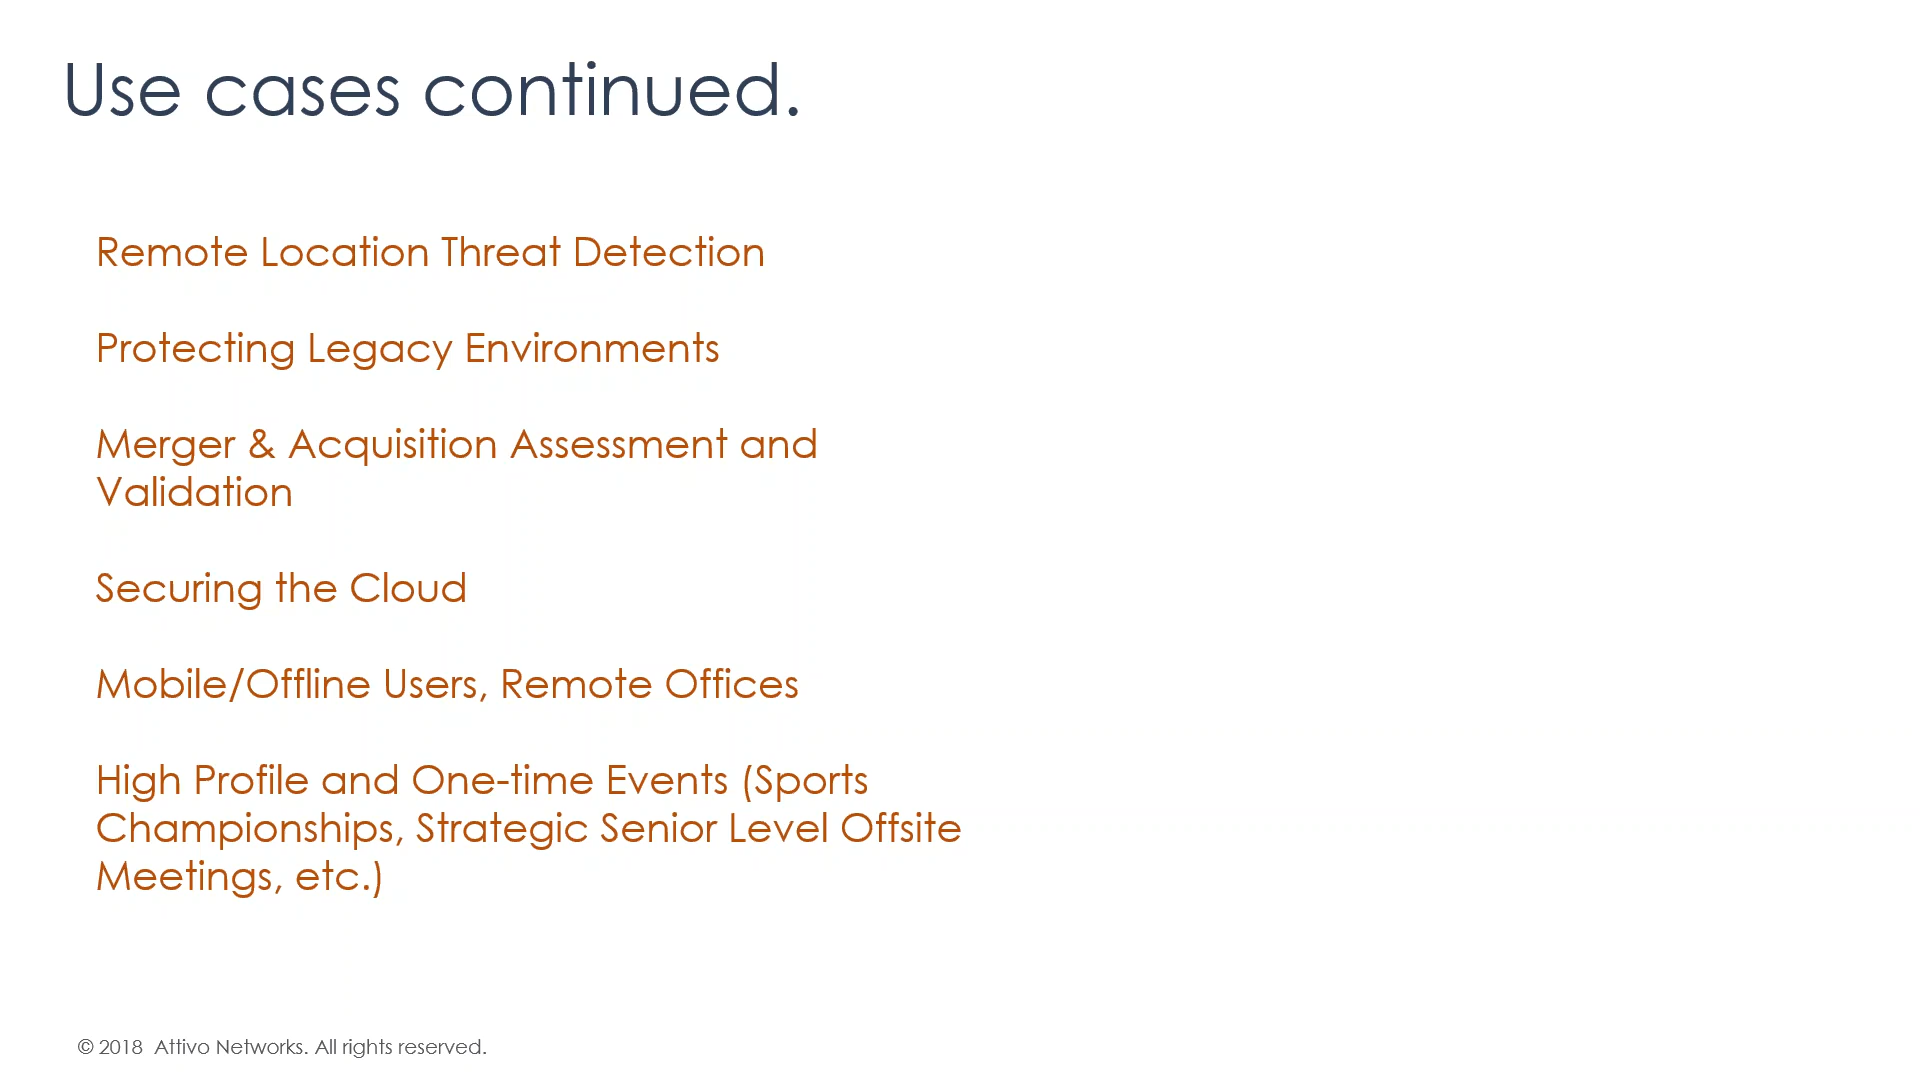 Use cases continued.
Remote Location Threat Detection
Protecting Legacy Environments
Merger & Acquisition Assessment and
Validation
Securing the Cloud
Mobile/Offline Users, Remote Offices
High Profile and One-time Events (Sports
Championships, Strategic Senior Level Offsite
Meetings, etc.)
© 2018 Attivo Networks. All rights reserved.